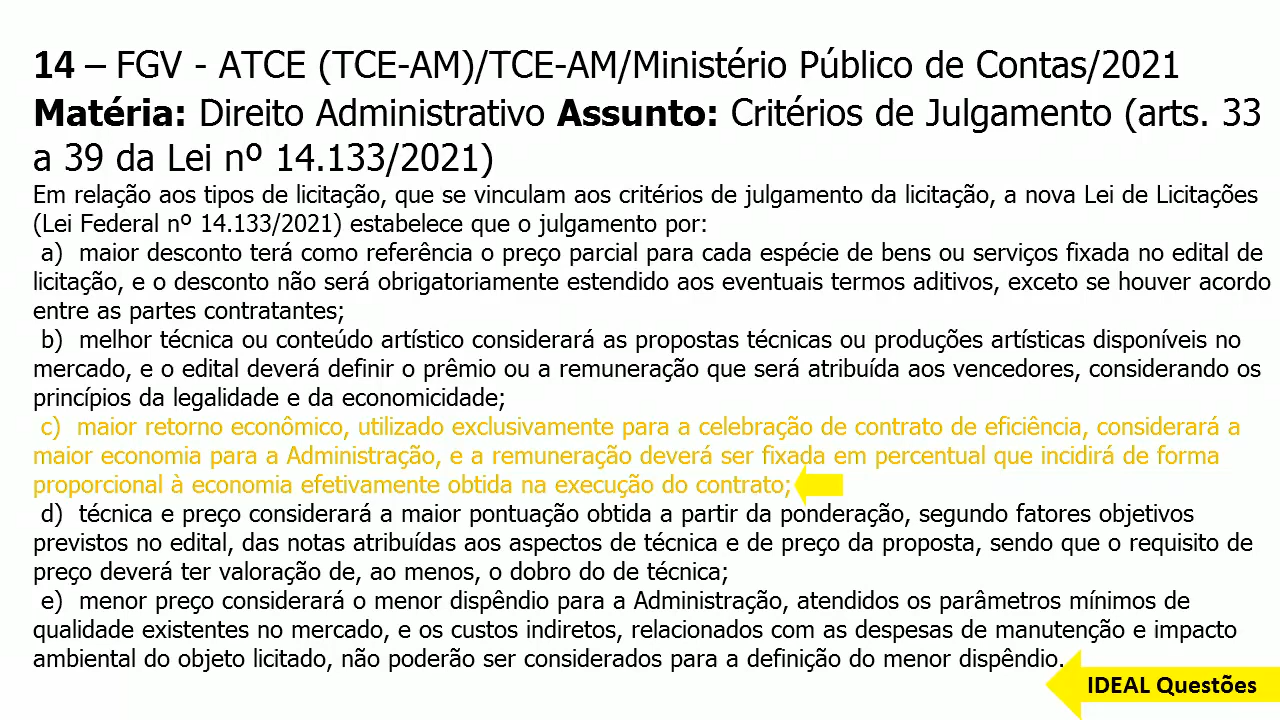 14 – FGV - ATCE (TCE-AM)/TCE-AM/Ministério Público de Contas/2021
Matéria: Direito Administrativo Assunto: Critérios de Julgamento (arts. 33
a 39 da Lei nº 14.133/2021)
Em relação aos tipos de licitação, que se vinculam aos critérios de julgamento da licitação, a nova Lei de Licitações
(Lei Federal nº 14.133/2021) estabelece que o julgamento por:
a) maior desconto terá como referência o preço parcial para cada espécie de bens ou serviços fixada no edital de
licitação, e o desconto não será obrigatoriamente estendido aos eventuais termos aditivos, exceto se houver acordo
entre as partes contratantes;
b) melhor técnica ou conteúdo artístico considerará as propostas técnicas ou produções artísticas disponíveis no
mercado, e o edital deverá definir o prêmio ou a remuneração que será atribuída aos vencedores, considerando os
princípios da legalidade e da economicidade;
c) maior retorno econômico, utilizado exclusivamente para a celebração de contrato de eficiência, considerará a
maior economia para a Administração, e a remuneração deverá ser fixada em percentual que incidirá de forma
proporcional à economia efetivamente obtida na execução do contrato;
d) técnica e preço considerará a maior pontuação obtida a partir da ponderação, segundo fatores objetivos
previstos no edital, das notas atribuídas aos aspectos de técnica e de preço da proposta, sendo que o requisito de
preço deverá ter valoração de, ao menos, o dobro do de técnica;
e) menor preço considerará o menor dispêndio para a Administração, atendidos os parâmetros mínimos de
qualidade existentes no mercado, e os custos indiretos, relacionados com as despesas de manutenção e impacto
ambiental do objeto licitado, não poderão ser considerados para a definição do menor dispêndio.
IDEAL Questões